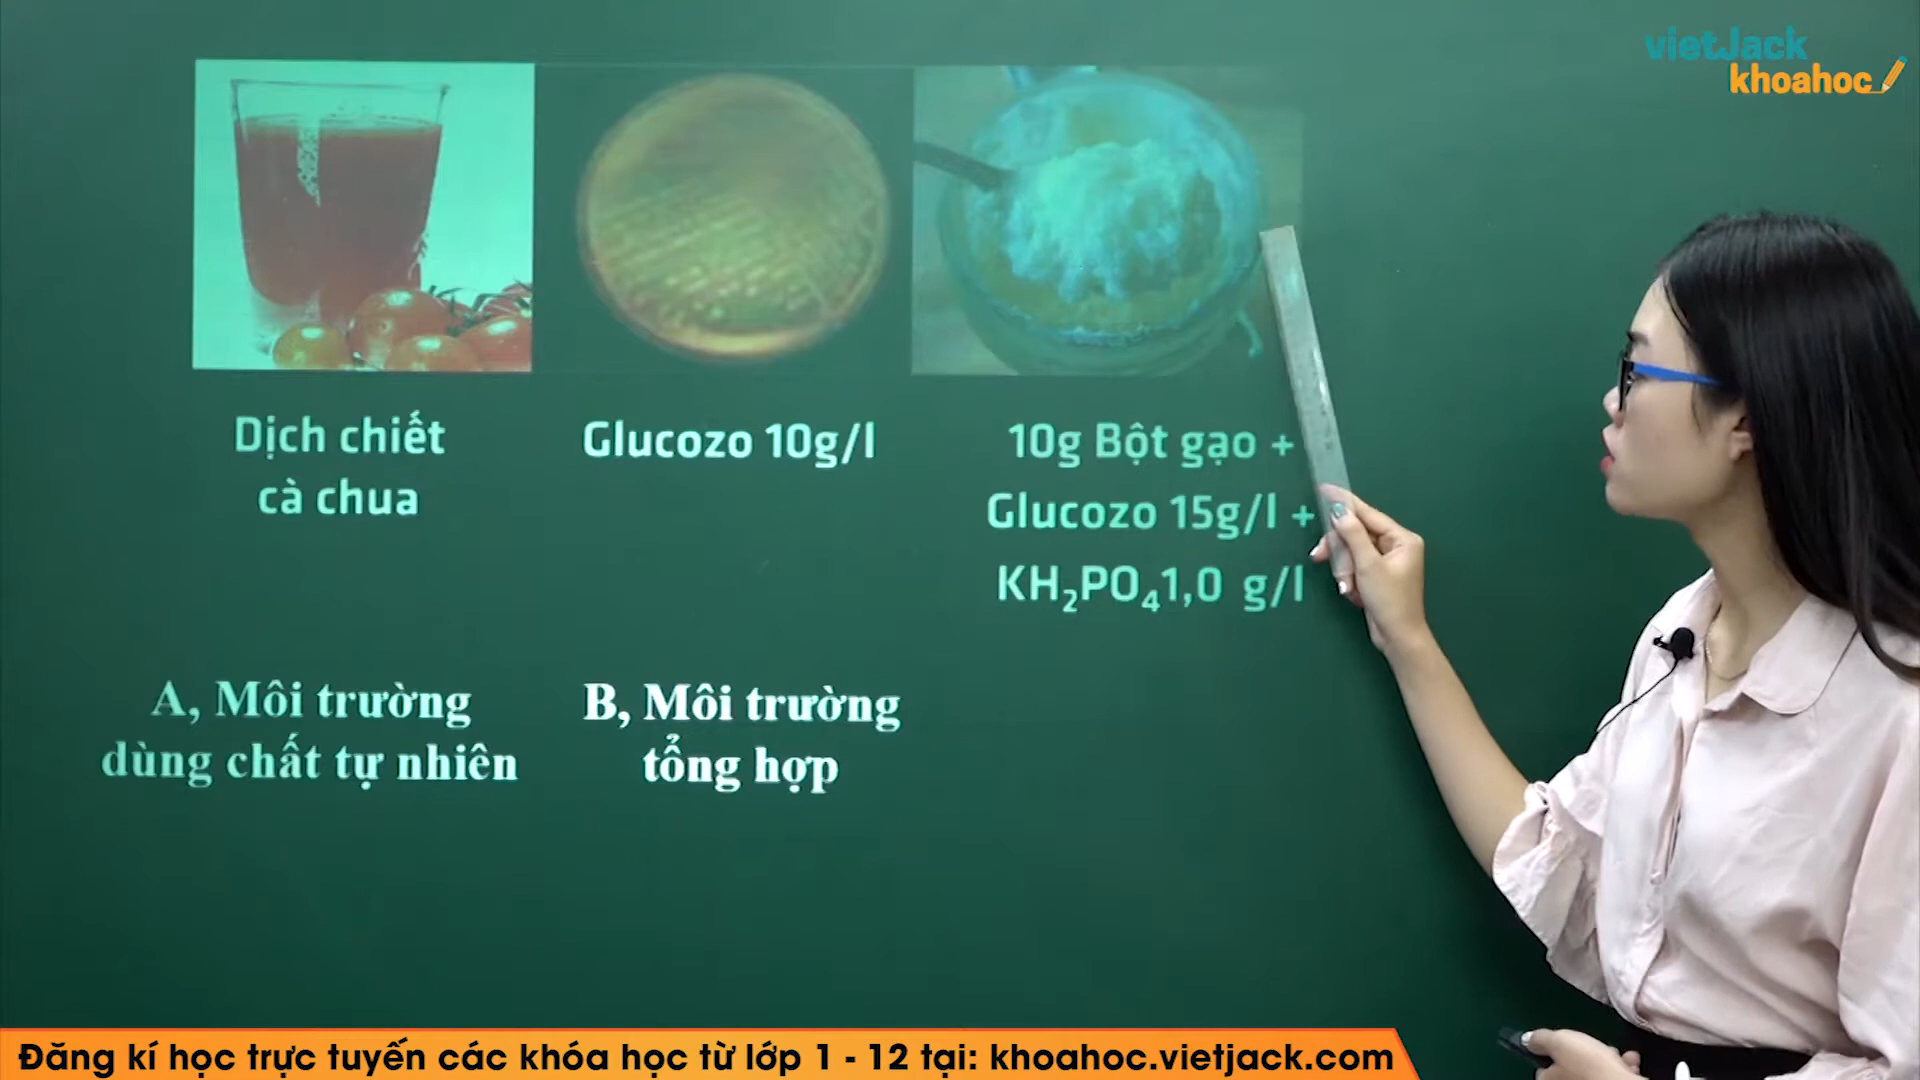 vietJack
khoahoc
Dịch chiết
cà chua
Glucozo 10g/l
10g Bột gạo +
Glucozo 15g/l +
KH₂PO₄1,0 g/l
A, Môi trường
dùng chất tự nhiên
B, Môi trường
tổng hợp
Đăng kí học trực tuyến các khóa học từ lớp 1 - 12 tại: khoahoc.vietjack.com